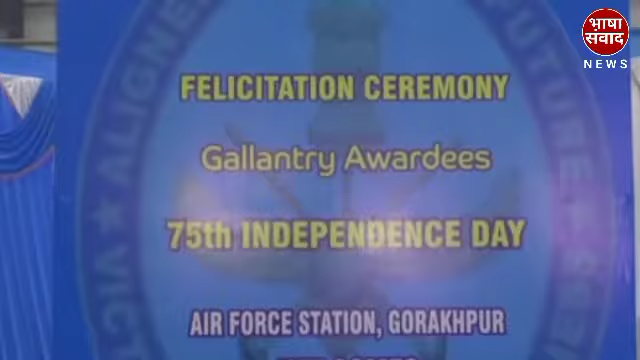 भाषा
संवाद
NEWS
FELICITATION CEREMONY
Gallantry Awardees
75th INDEPENDENCE DAY
AIR FORCE STATION, GORAKHPUR